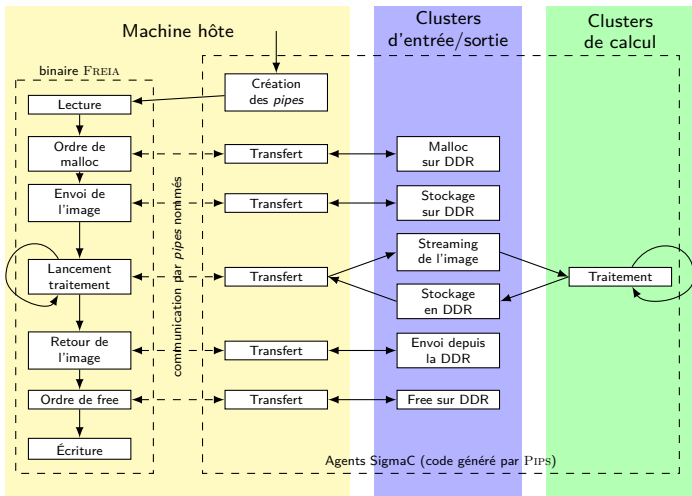 Machine hôte
Clusters
d'entrée/sortie
Clusters
de calcul
binaire FREIA
Création
des pipes
Lecture
Ordre de
malloc
Transfert
Malloc
sur DDR
Envoi de
l'image
Transfert
Stockage
sur DDR
communication par pipes nommés
Streaming
de l'image
Lancement
traitement
Transfert
Traitement
Stockage
en DDR
Retour de
l'image
Transfert
Envoi depuis
la DDR
Ordre de free
Transfert
Free sur DDR
Écriture
Agents SigmaC (code généré par PIPS)